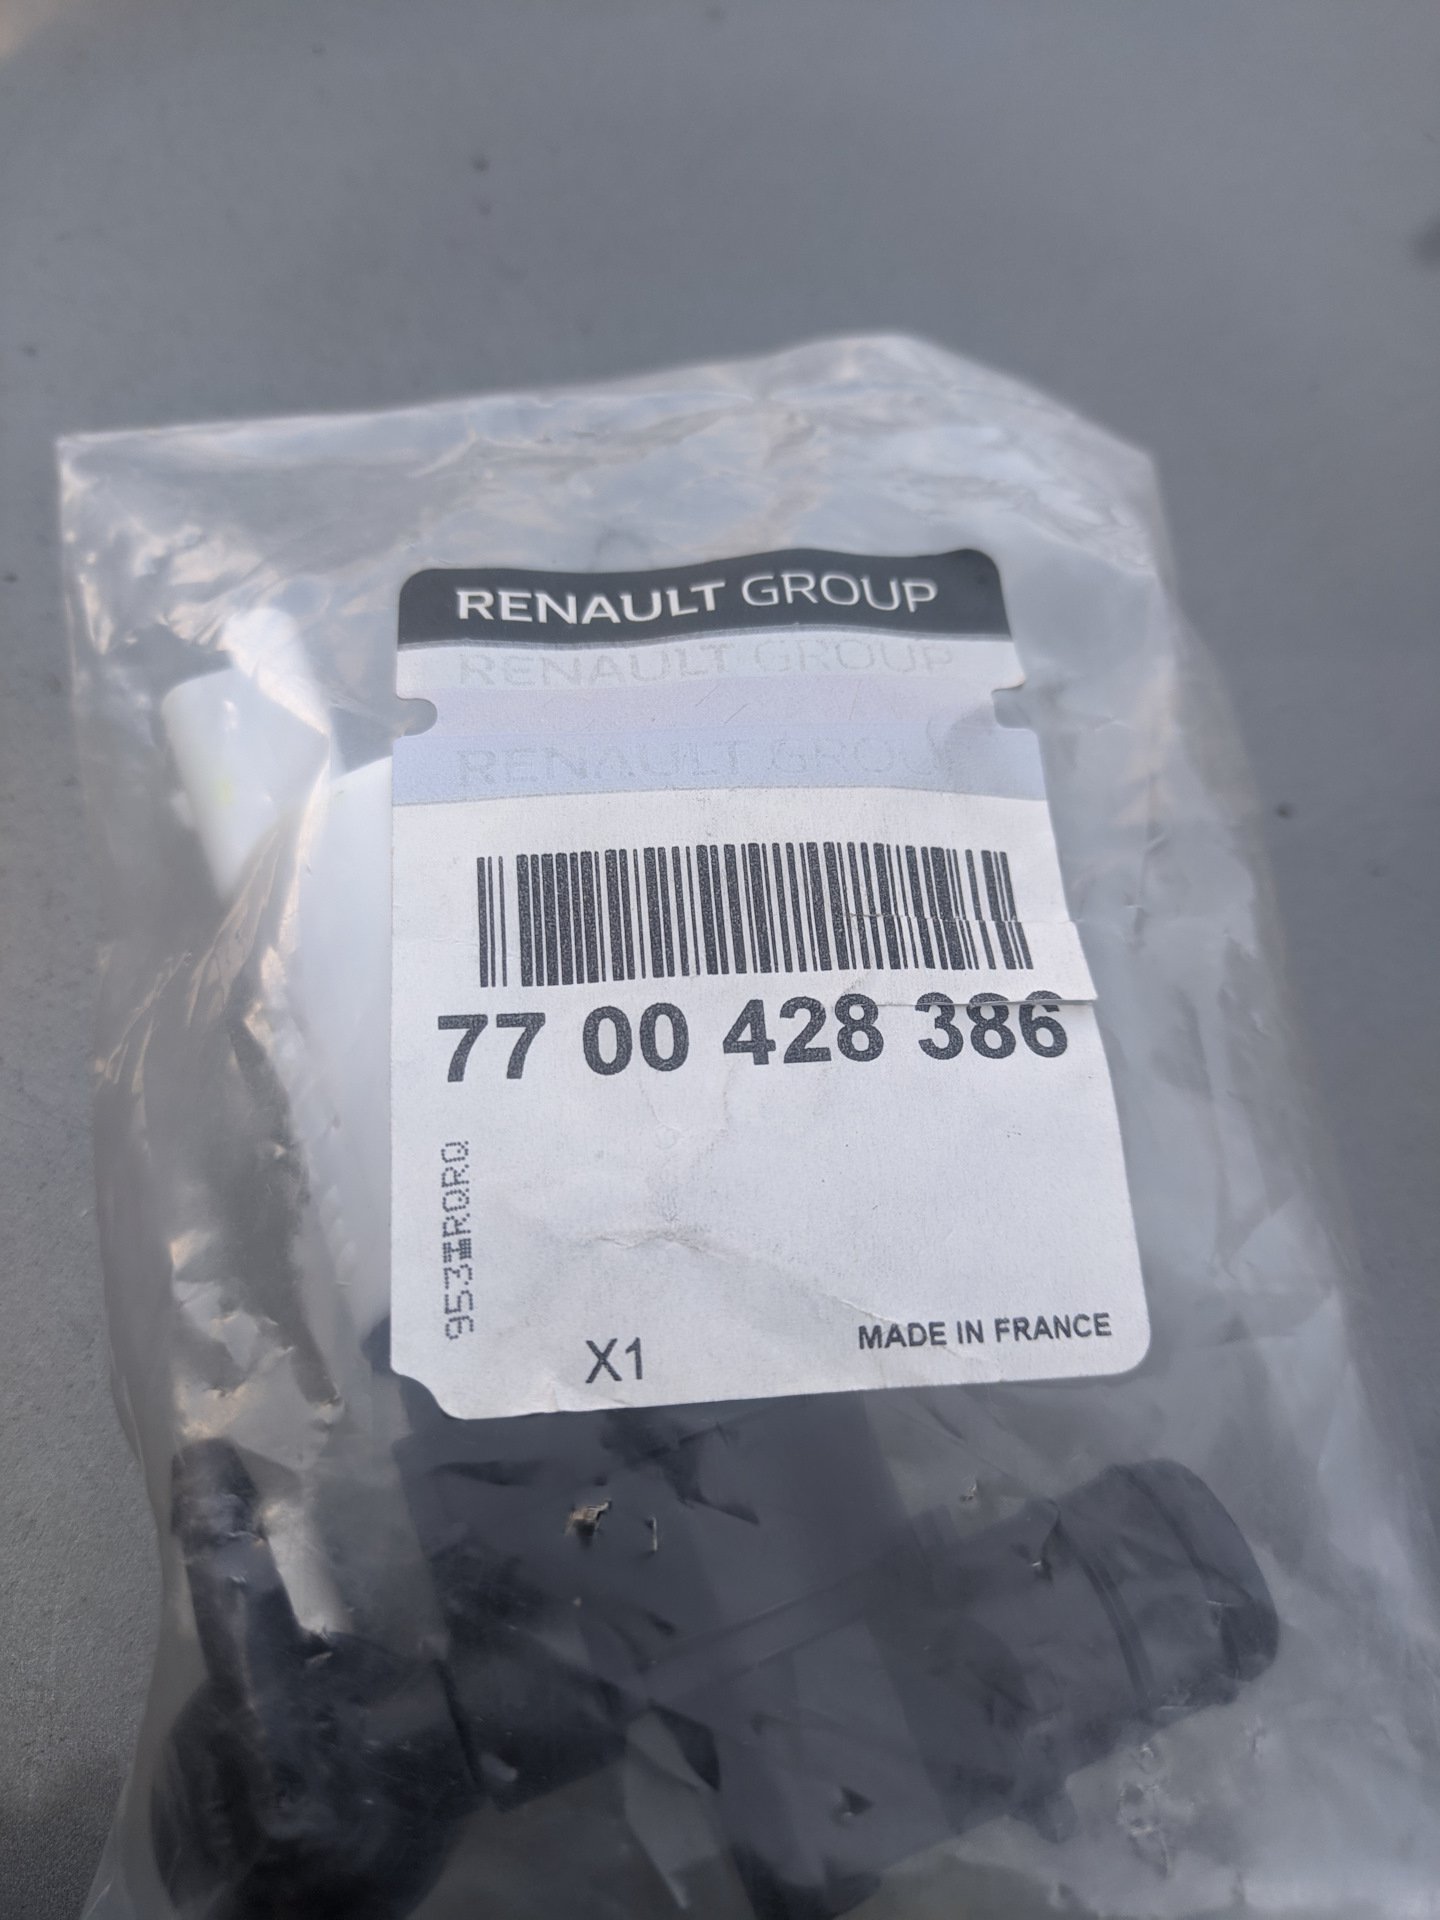 RENAULT GROUP
RENAULT GROUP
RENAULT GROUP
77 00 428 386
X1
MADE IN FRANCE